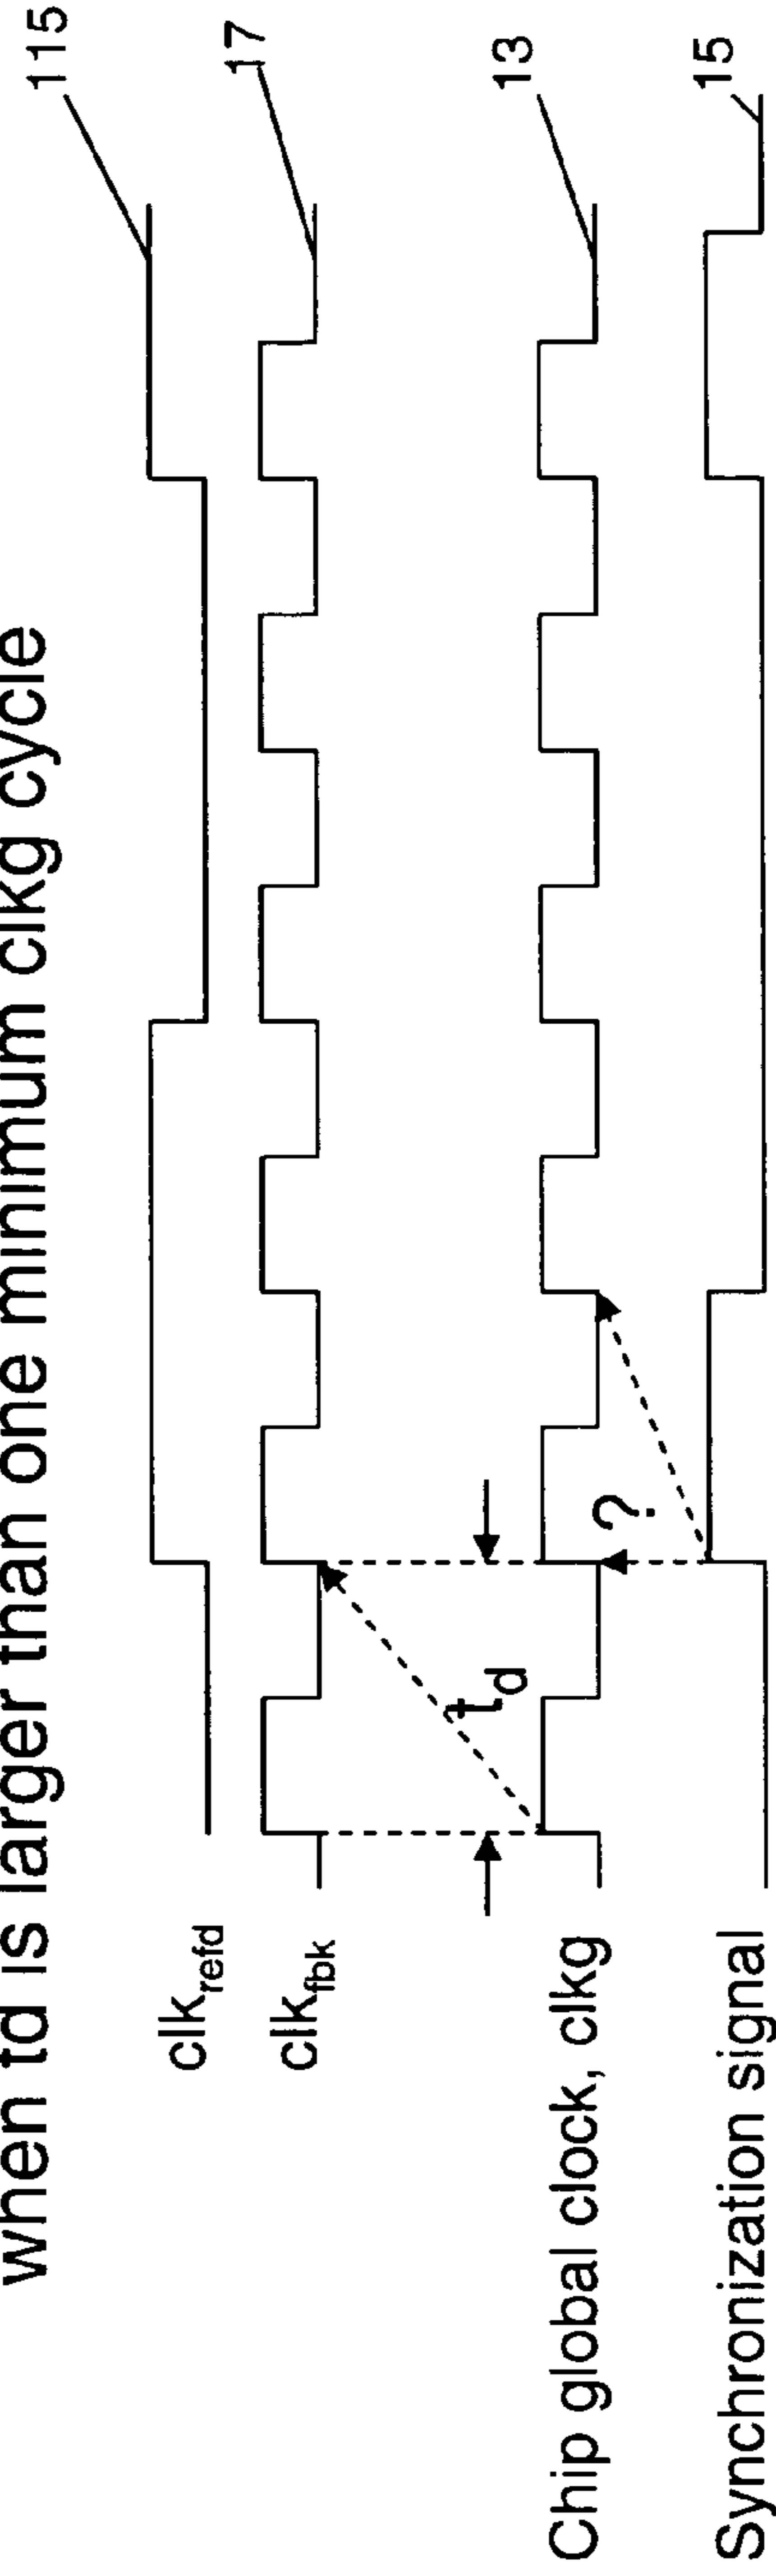 when td is larger than one minimum clkg cycle
clkrefd
115
clkfbk
17
td
Chip global clock, clkg
13
?
Synchronization signal
15